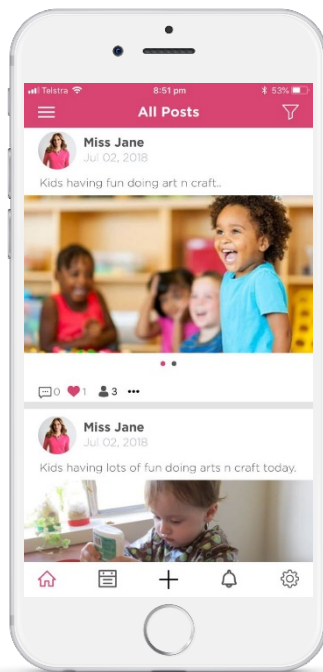 Telstra 8:51 pm 53%
All Posts
Miss Jane
Jul 02, 2018
Kids having fun doing art n craft..
0 1 3 •••
Miss Jane
Jul 02, 2018
Kids having lots of fun doing arts n craft today.